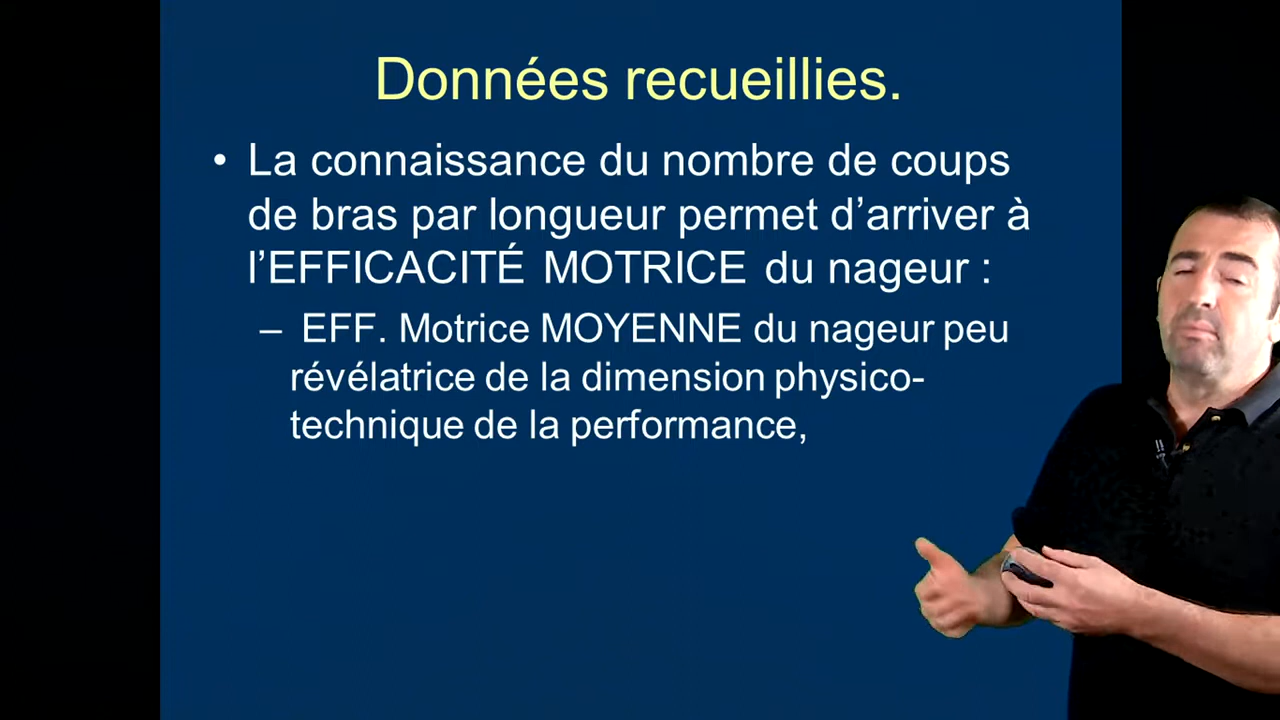 Données recueillies.
• La connaissance du nombre de coups
de bras par longueur permet d’arriver à
l’EFFICACITÉ MOTRICE du nageur :
– EFF. Motrice MOYENNE du nageur peu
révélatrice de la dimension physico-
technique de la performance,